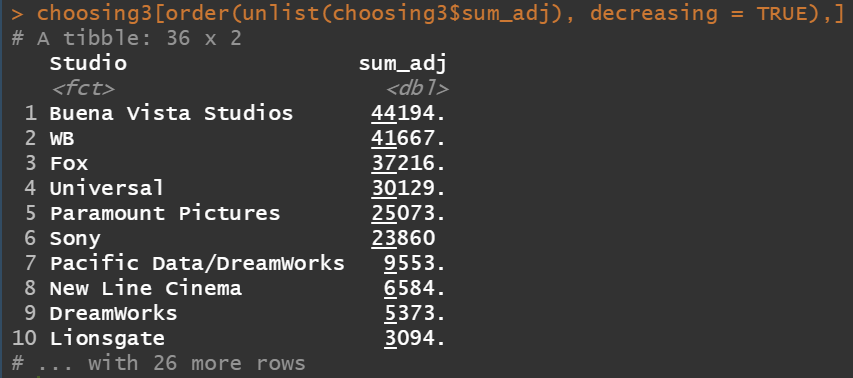 > choosing3[order(unlist(choosing3$sum_adj), decreasing = TRUE),]
# A tibble: 36 x 2
   Studio                  sum_adj
   <fct>                     <dbl>
 1 Buena Vista Studios      44194.
 2 WB                       41667.
 3 Fox                      37216.
 4 Universal                30129.
 5 Paramount Pictures       25073.
 6 Sony                     23860
 7 Pacific Data/DreamWorks   9553.
 8 New Line Cinema           6584.
 9 DreamWorks                5373.
10 Lionsgate                 3094.
# ... with 26 more rows